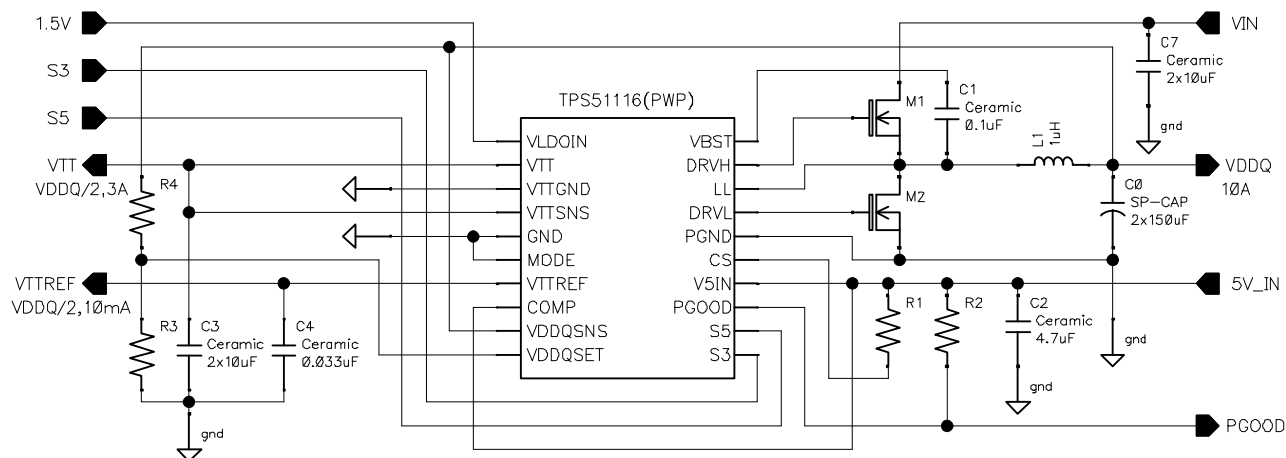 1.5V
S3
S5
VTT
VDDQ/2,3A
R4
VTTREF
VDDQ/2,10mA
R3
C3
Ceramic
2x10uF
C4
Ceramic
0.033uF
gnd
TPS51116(PWP)
VLDOIN
VTT
VTTGND
VTTSNS
GND
MODE
VTTREF
COMP
VDDQSNS
VDDQSET
VBST
DRVH
LL
DRVL
PGND
CS
V5IN
PGOOD
S5
S3
M1
M2
C1
Ceramic
0.1uF
L1
1uH
VIN
C7
Ceramic
2x10uF
gnd
VDDQ
10A
C0
SP-CAP
2x150uF
5V_IN
R1
R2
C2
Ceramic
4.7uF
gnd
gnd
PGOOD